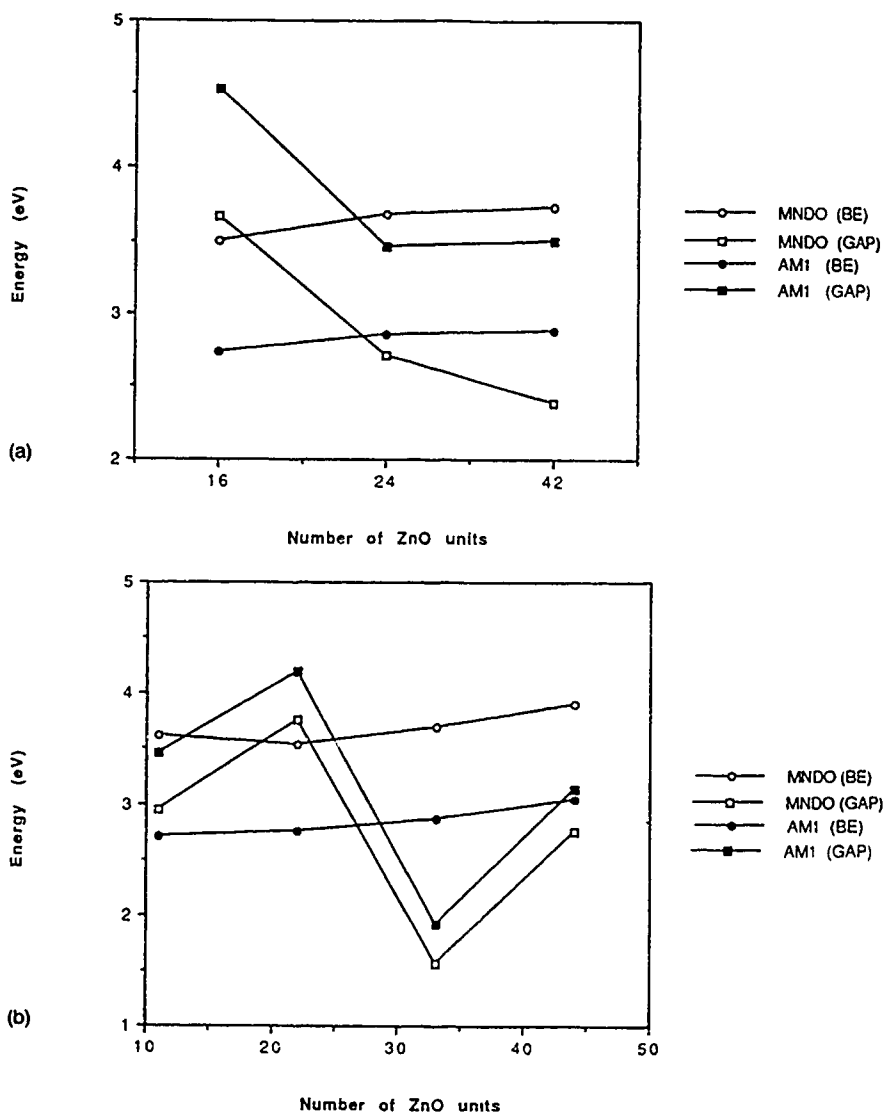 5
4
3
2
Energy (eV)
16
24
42
Number of ZnO units
(a)
MNDO (BE)
MNDO (GAP)
AM1 (BE)
AM1 (GAP)
5
4
3
2
1
Energy (eV)
10
20
30
40
50
Number of ZnO units
(b)
MNDO (BE)
MNDO (GAP)
AM1 (BE)
AM1 (GAP)